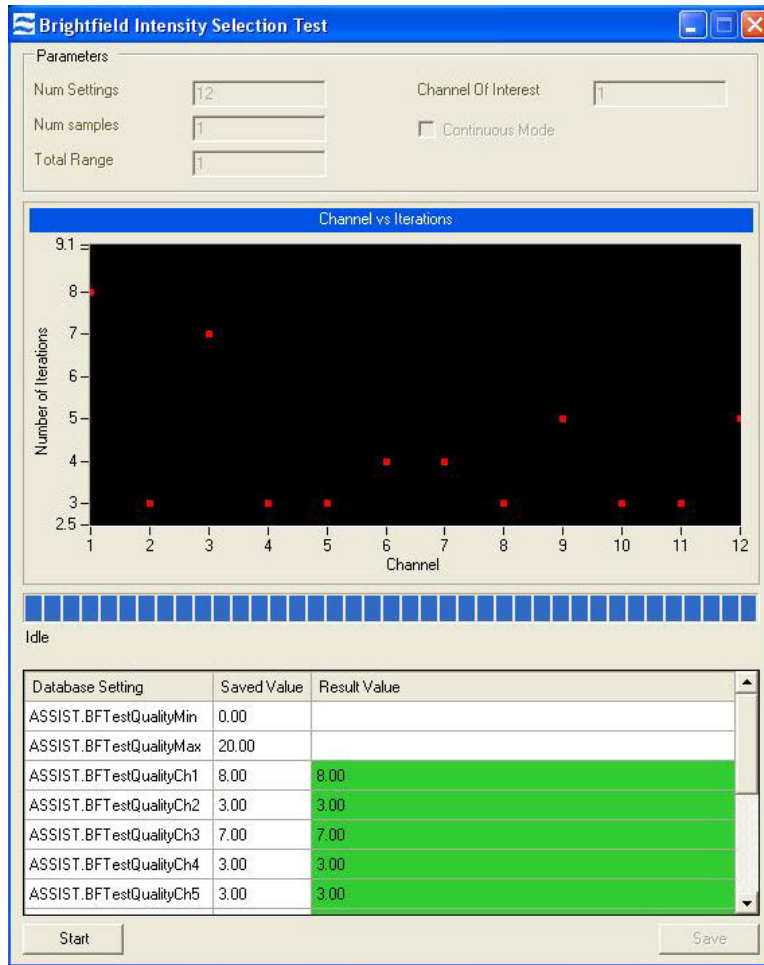 Brightfield Intensity Selection Test
Parameters
Num Settings 12 Channel Of Interest 1
Num samples 1 Continuous Mode
Total Range 1
Channel vs Iterations
9.1
8
7
6
5
4
3
2.5
Number of Iterations
1 2 3 4 5 6 7 8 9 10 11 12
Channel
Idle
Database Setting Saved Value Result Value
ASSIST.BFTestQualityMin 0.00
ASSIST.BFTestQualityMax 20.00
ASSIST.BFTestQualityCh1 8.00 8.00
ASSIST.BFTestQualityCh2 3.00 3.00
ASSIST.BFTestQualityCh3 7.00 7.00
ASSIST.BFTestQualityCh4 3.00 3.00
ASSIST.BFTestQualityCh5 3.00 3.00
Start Save